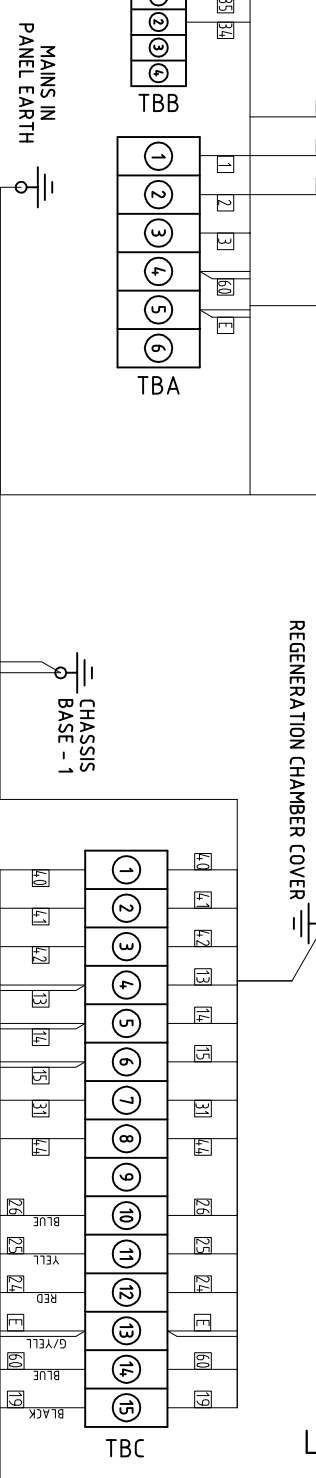 35
34
2
3
4
TBB
MAINS IN
PANEL EARTH
1
2
3
4
5
6
1
2
3
60
E
TBA
CHASSIS
BASE - 1
REGENERATION CHAMBER COVER
40 1 40
41 2 41
42 3 42
13 4 13
14 5 14
15 6 15
31 7 31
44 8 44
9
26 BLUE 10 26
25 YELL 11 25
24 RED 12 24
E G/YELL 13 E
60 BLUE 14 60
19 BLACK 15 19
TBC